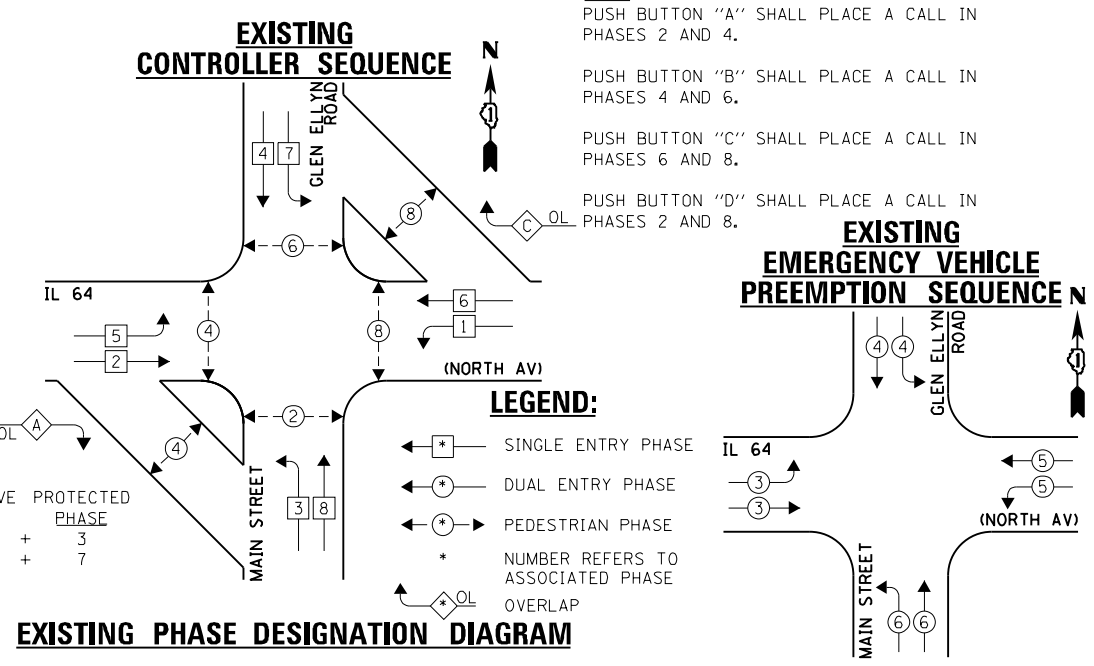 PUSH BUTTON "A" SHALL PLACE A CALL IN
PHASES 2 AND 4.
PUSH BUTTON "B" SHALL PLACE A CALL IN
PHASES 4 AND 6.
PUSH BUTTON "C" SHALL PLACE A CALL IN
PHASES 6 AND 8.
PUSH BUTTON "D" SHALL PLACE A CALL IN
PHASES 2 AND 8.
EXISTING
CONTROLLER SEQUENCE
N
1
GLEN ELLYN
ROAD
4 7
8
C OL
6
IL 64
6
5
4
8
1
2
(NORTH AV)
2
OL A
4
MAIN STREET
3 8
PROTECTED
PHASE
+ 3
+ 7
LEGEND:
* SINGLE ENTRY PHASE
* DUAL ENTRY PHASE
* PEDESTRIAN PHASE
* NUMBER REFERS TO
ASSOCIATED PHASE
* OL OVERLAP
EXISTING PHASE DESIGNATION DIAGRAM
EXISTING
EMERGENCY VEHICLE
PREEMPTION SEQUENCE
N
1
GLEN ELLYN
ROAD
4 4
IL 64
3
3
5
5
(NORTH AV)
MAIN STREET
6 6